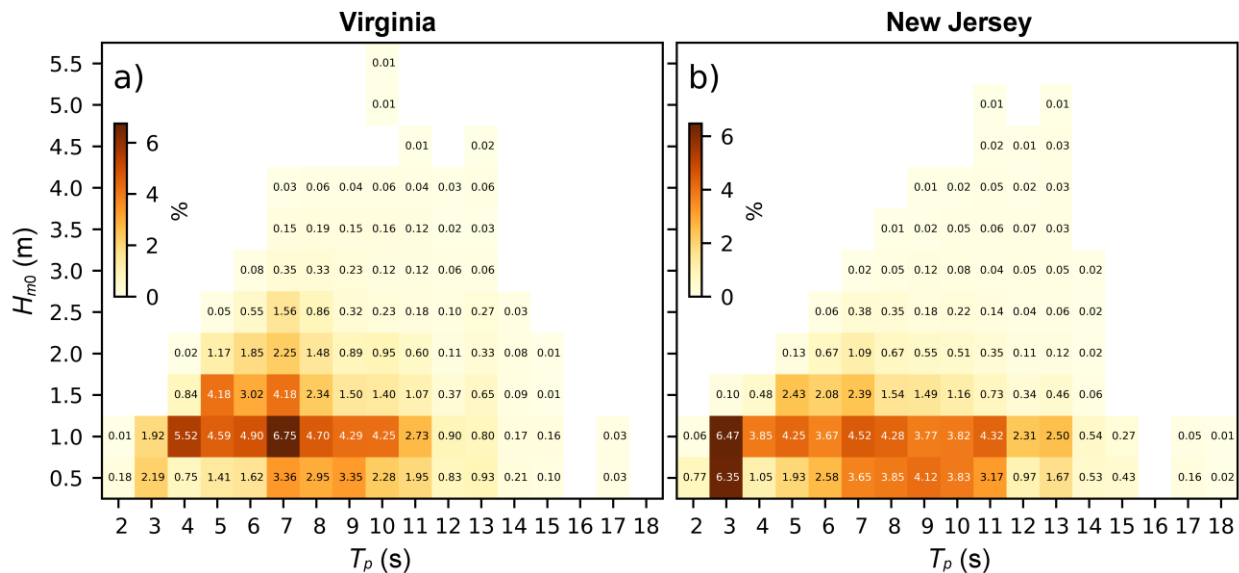 Virginia
New Jersey
a)
5.5 0.01
5.0 0.01
4.5 0.01 0.02
4.0 0.03 0.06 0.04 0.06 0.04 0.03 0.06
3.5 0.15 0.19 0.15 0.16 0.12 0.02 0.03
3.0 0.08 0.35 0.33 0.23 0.12 0.12 0.06 0.06
2.5 0.05 0.55 1.56 0.86 0.32 0.23 0.18 0.10 0.27 0.03
2.0 0.02 1.17 1.85 2.25 1.48 0.89 0.95 0.60 0.11 0.33 0.08 0.01
1.5 0.84 4.18 3.02 4.18 2.34 1.50 1.40 1.07 0.37 0.65 0.09 0.01
1.0 0.01 1.92 5.52 4.59 4.90 6.75 4.70 4.29 4.25 2.73 0.90 0.80 0.17 0.16 0.03
0.5 0.18 2.19 0.75 1.41 1.62 3.36 2.95 3.35 2.28 1.95 0.83 0.93 0.21 0.10 0.03
2 3 4 5 6 7 8 9 10 11 12 13 14 15 16 17 18
T_p (s)
H_m0 (m)
6
4
2
0
%
b)
0.01 0.01
0.02 0.01 0.03
0.01 0.02 0.05 0.02 0.03
0.01 0.02 0.05 0.06 0.07 0.03
0.02 0.05 0.12 0.08 0.04 0.05 0.05 0.02
0.06 0.38 0.35 0.18 0.22 0.14 0.04 0.06 0.02
0.13 0.67 1.09 0.67 0.55 0.51 0.35 0.11 0.12 0.02
0.10 0.48 2.43 2.08 2.39 1.54 1.49 1.16 0.73 0.34 0.46 0.06
0.06 6.47 3.85 4.25 3.67 4.52 4.28 3.77 3.82 4.32 2.31 2.50 0.54 0.27 0.05 0.01
0.77 6.35 1.05 1.93 2.58 3.65 3.85 4.12 3.83 3.17 0.97 1.67 0.53 0.43 0.16 0.02
2 3 4 5 6 7 8 9 10 11 12 13 14 15 16 17 18
T_p (s)
6
4
2
0
%